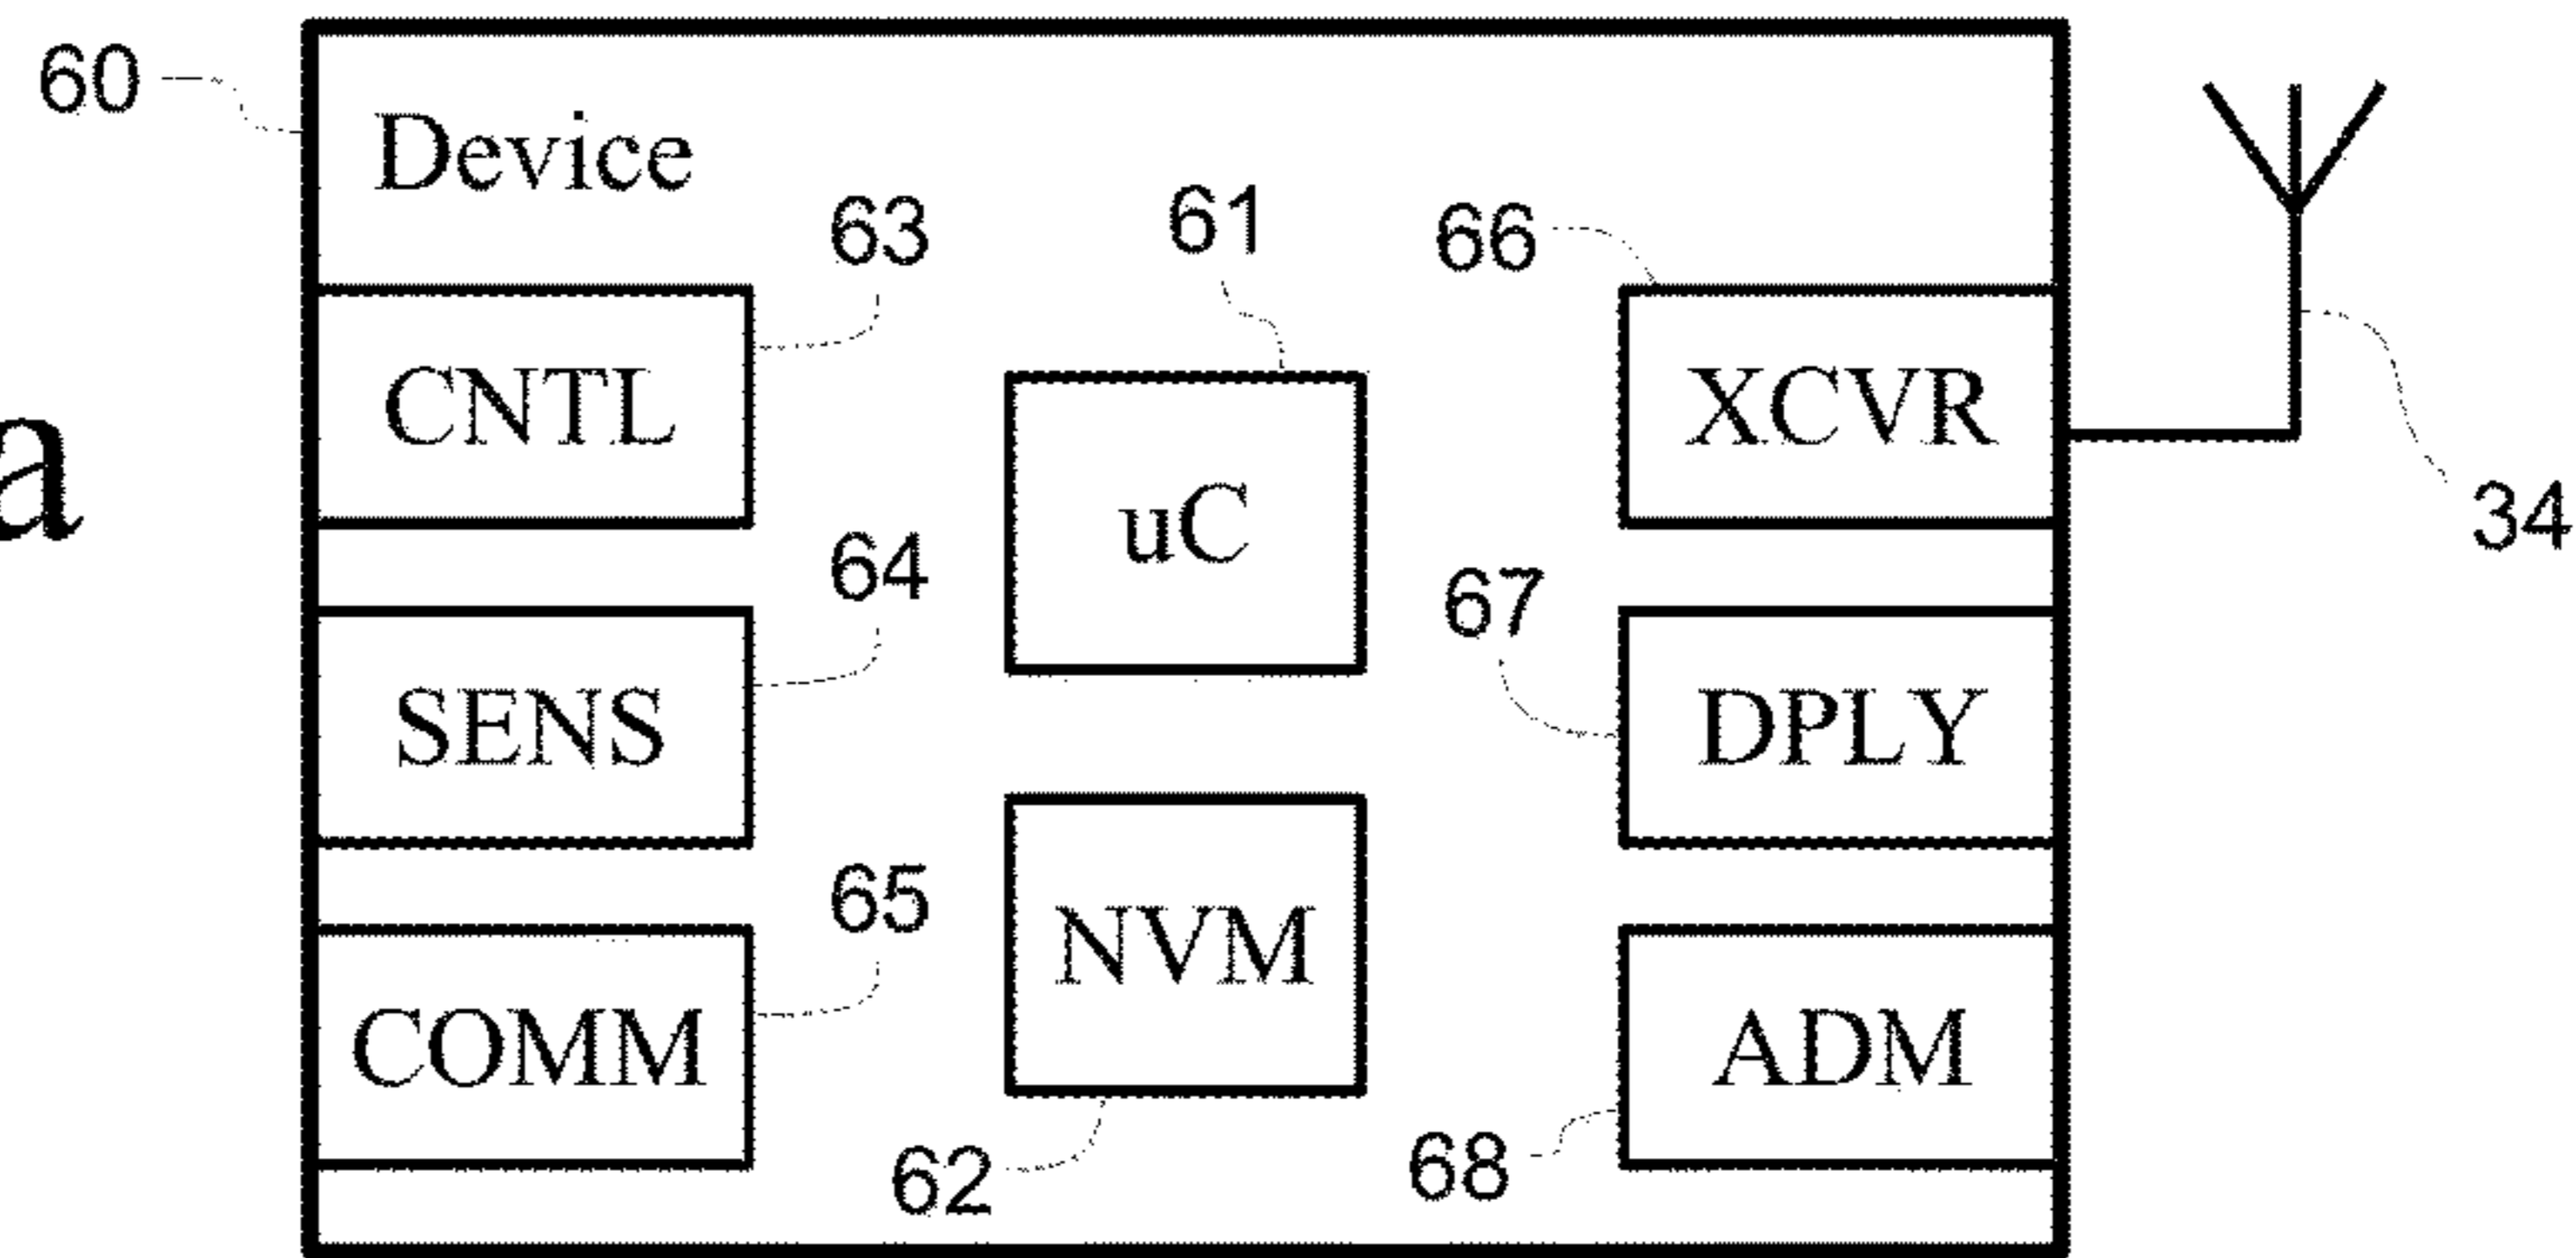 60
Device
63
61
66
CNTL
XCVR
a
uC
34
64
67
SENS
DPLY
65
NVM
COMM
ADM
62
68